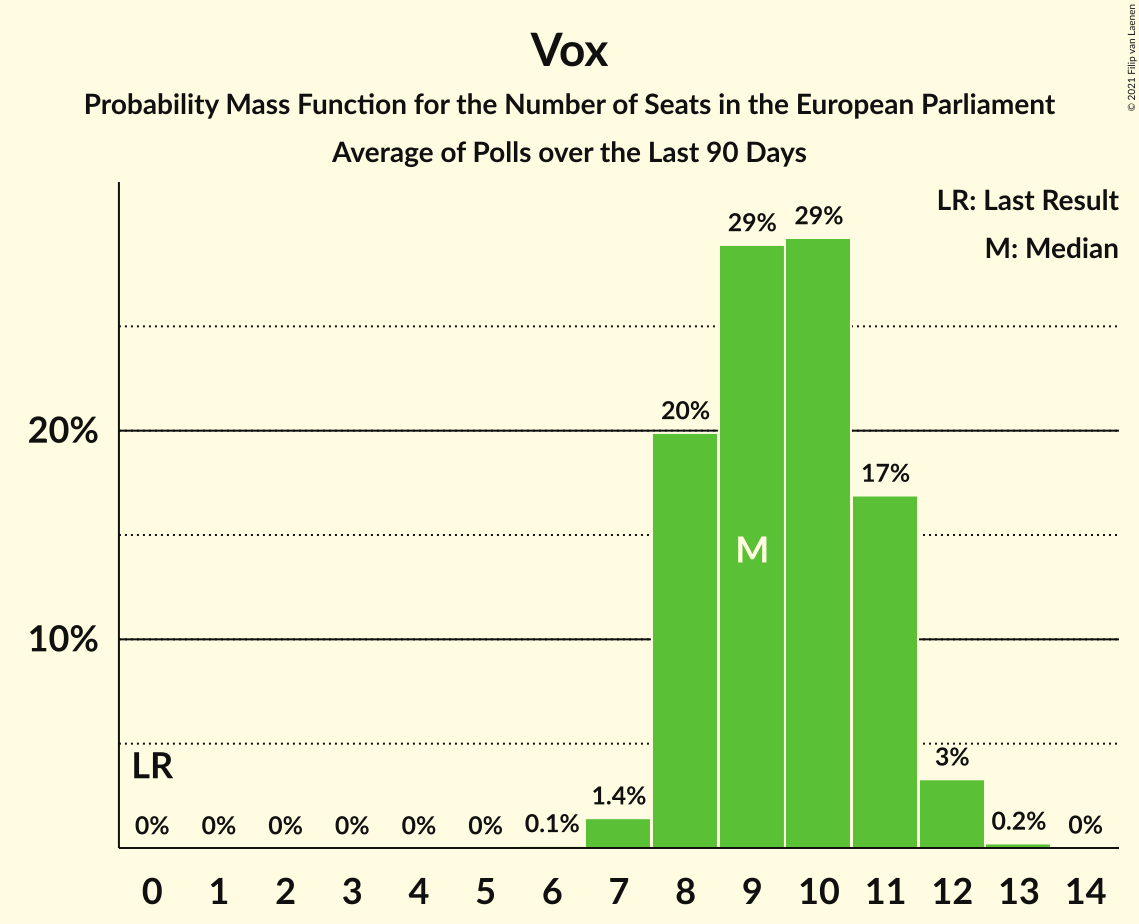 © 2021 Filip van Laenen
Vox
Probability Mass Function for the Number of Seats in the European Parliament
Average of Polls over the Last 90 Days
LR: Last Result
M: Median
29% 29%
20%
20%
17%
M
10%
LR
3%
1.4%
0% 0% 0% 0% 0% 0% 0.1% 0.2% 0%
0 1 2 3 4 5 6 7 8 9 10 11 12 13 14